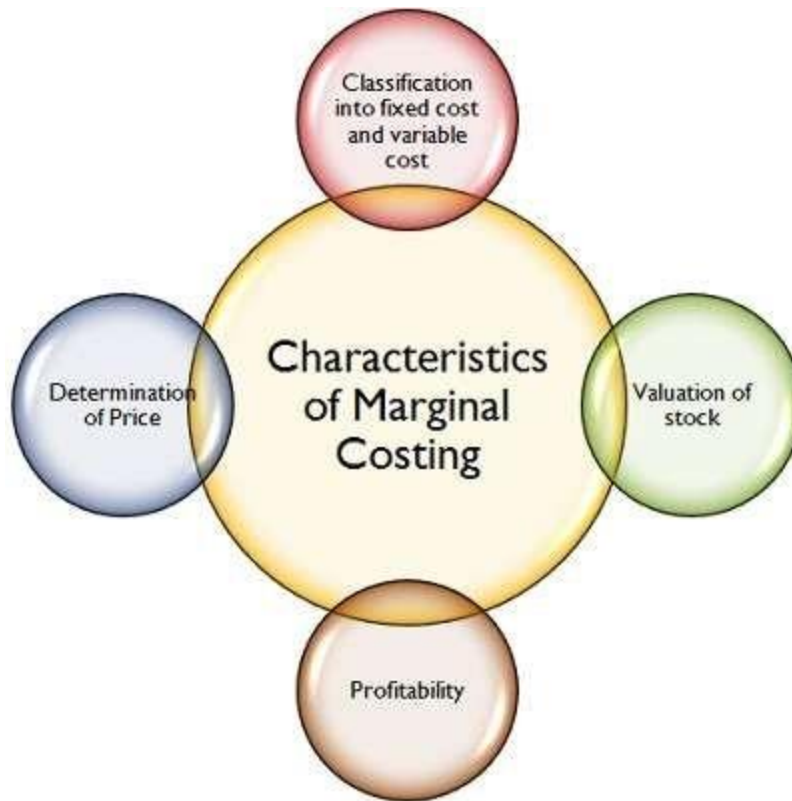 Classification
into fixed cost
and variable
cost
Characteristics
of Marginal
Costing
Determination
of Price
Valuation of
stock
Profitability